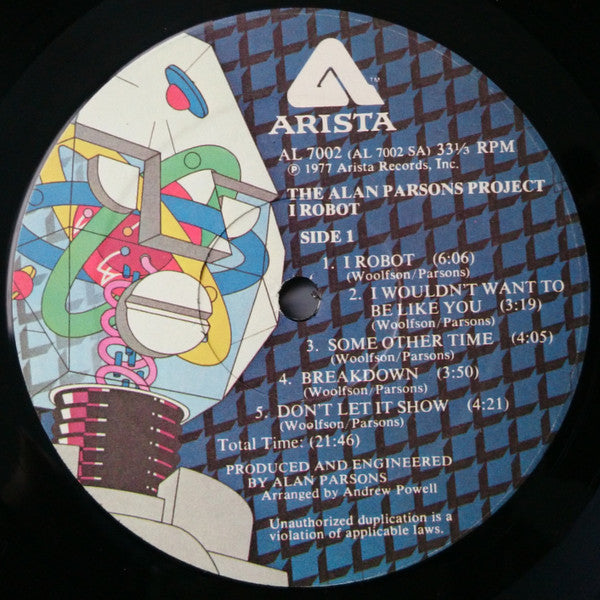 ™
ARISTA
AL 7002 (AL 7002 SA) 33⅓ RPM
℗ 1977 Arista Records, Inc.
THE ALAN PARSONS PROJECT
I ROBOT
SIDE 1
1. I ROBOT (6:06)
(Woolfson/Parsons)
2. I WOULDN'T WANT TO
BE LIKE YOU (3:19)
(Woolfson/Parsons)
3. SOME OTHER TIME (4:05)
(Woolfson/Parsons)
4. BREAKDOWN (3:50)
(Woolfson/Parsons)
5. DON'T LET IT SHOW (4:21)
(Woolfson/Parsons)
Total Time: (21:46)
PRODUCED AND ENGINEERED
BY ALAN PARSONS
Arranged by Andrew Powell
Unauthorized duplication is a
violation of applicable laws.